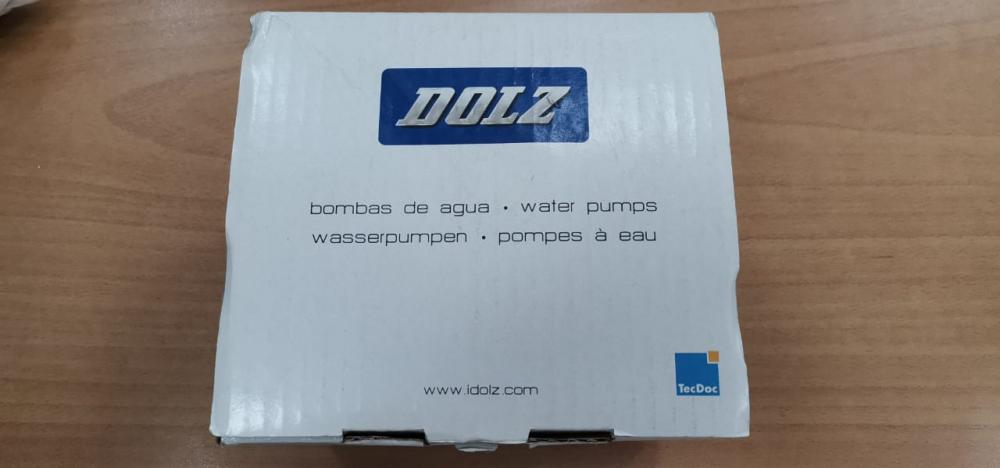 DOLZ
bombas de agua • water pumps
wasserpumpen • pompes à eau
www.idolz.com
TecDoc